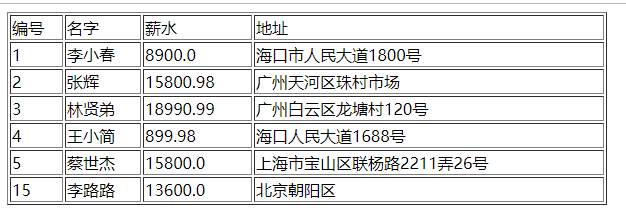 编号 名字 薪水 地址
1 李小春 8900.0 海口市人民大道1800号
2 张辉 15800.98 广州天河区珠村市场
3 林贤弟 18990.99 广州白云区龙塘村120号
4 王小简 899.98 海口人民大道1688号
5 蔡世杰 15800.0 上海市宝山区联杨路2211弄26号
15 李路路 13600.0 北京朝阳区